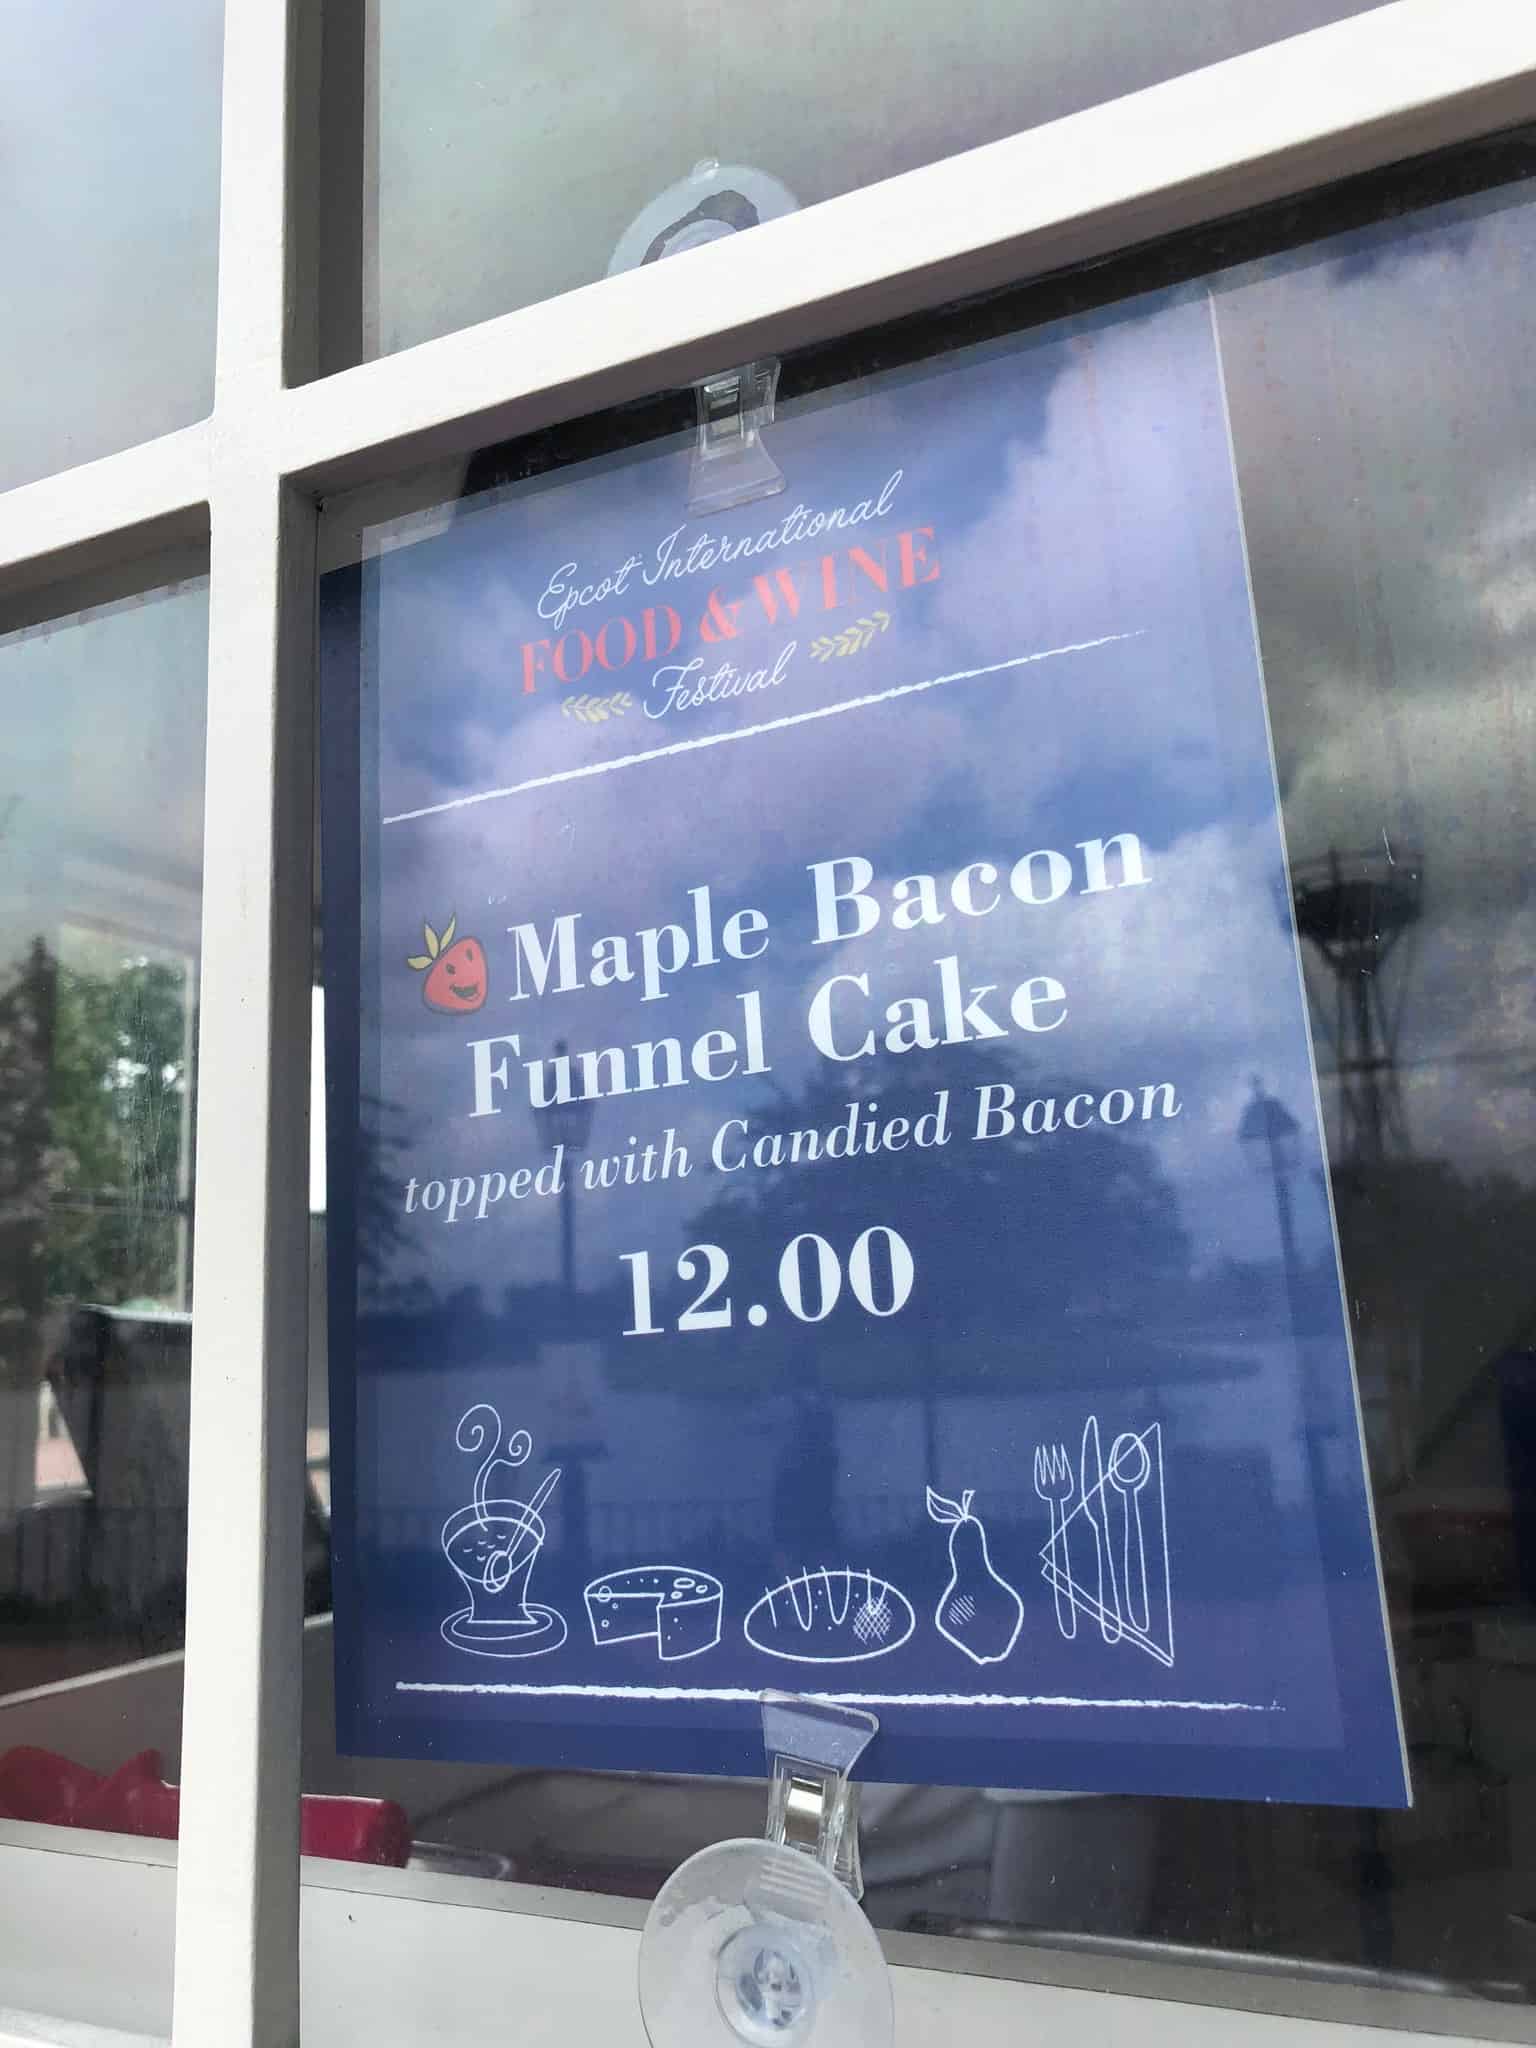 Epcot International
FOOD & WINE
Festival
Maple Bacon
Funnel Cake
topped with Candied Bacon
12.00